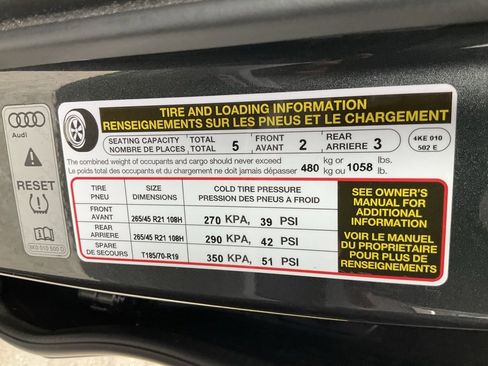 Audi
RESET
8K0 010 500 D
TIRE AND LOADING INFORMATION
RENSEIGNEMENTS SUR LES PNEUS ET LE CHARGEMENT
SEATING CAPACITY TOTAL 5 FRONT 2 REAR 3
NOMBRE DE PLACES TOTAL AVANT ARRIERE
4KE 010
502 E
The combined weight of occupants and cargo should never exceed 480 kg or 1058 lbs.
Le poids total des occupants et du chargement ne doit jamais dépasser kg ou lb.
TIRE SIZE COLD TIRE PRESSURE
PNEU DIMENSIONS PRESSION DES PNEUS A FROID
FRONT
AVANT 265/45 R21 108H 270 KPA, 39 PSI
REAR
ARRIERE 265/45 R21 108H 290 KPA, 42 PSI
SPARE
DE SECOURS T185/70-R19 350 KPA, 51 PSI
SEE OWNER'S
MANUAL FOR
ADDITIONAL
INFORMATION
VOIR LE MANUEL
DU PROPRIETAIRE
POUR PLUS DE
RENSEIGNEMENTS